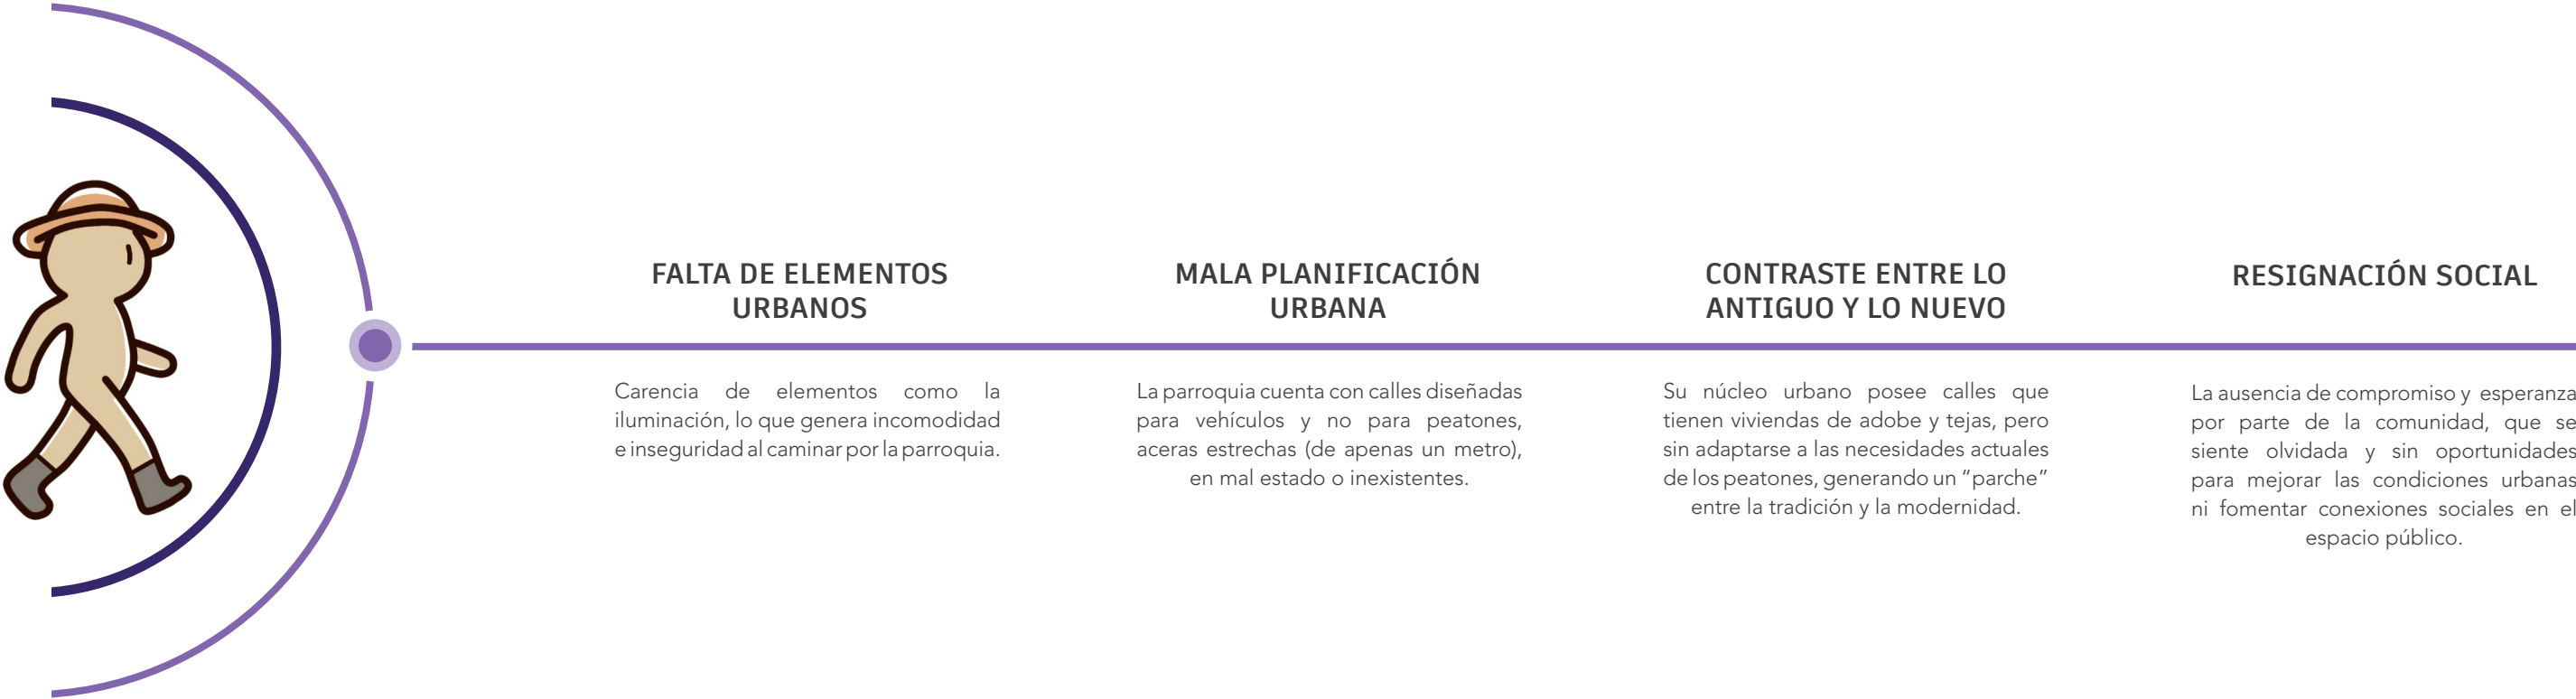 FALTA DE ELEMENTOS
URBANOS
Carencia de elementos como la
iluminación, lo que genera incomodidad
e inseguridad al caminar por la parroquia.
MALA PLANIFICACIÓN
URBANA
La parroquia cuenta con calles diseñadas
para vehículos y no para peatones,
aceras estrechas (de apenas un metro),
en mal estado o inexistentes.
CONTRASTE ENTRE LO
ANTIGUO Y LO NUEVO
Su núcleo urbano posee calles que
tienen viviendas de adobe y tejas, pero
sin adaptarse a las necesidades actuales
de los peatones, generando un “parche”
entre la tradición y la modernidad.
RESIGNACIÓN SOCIAL
La ausencia de compromiso y esperanza
por parte de la comunidad, que se
siente olvidada y sin oportunidades
para mejorar las condiciones urbanas
ni fomentar conexiones sociales en el
espacio público.